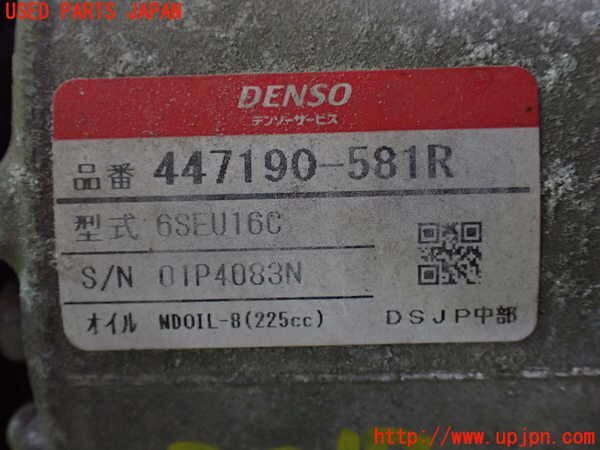 USED PARTS JAPAN
DENSO
デンソーサービス
品番 447190-581R
型式 6SEU16C
S/N 01P4083N
オイル NDOIL-8(225cc)
DSJP中部
http://www.upjpn.com/